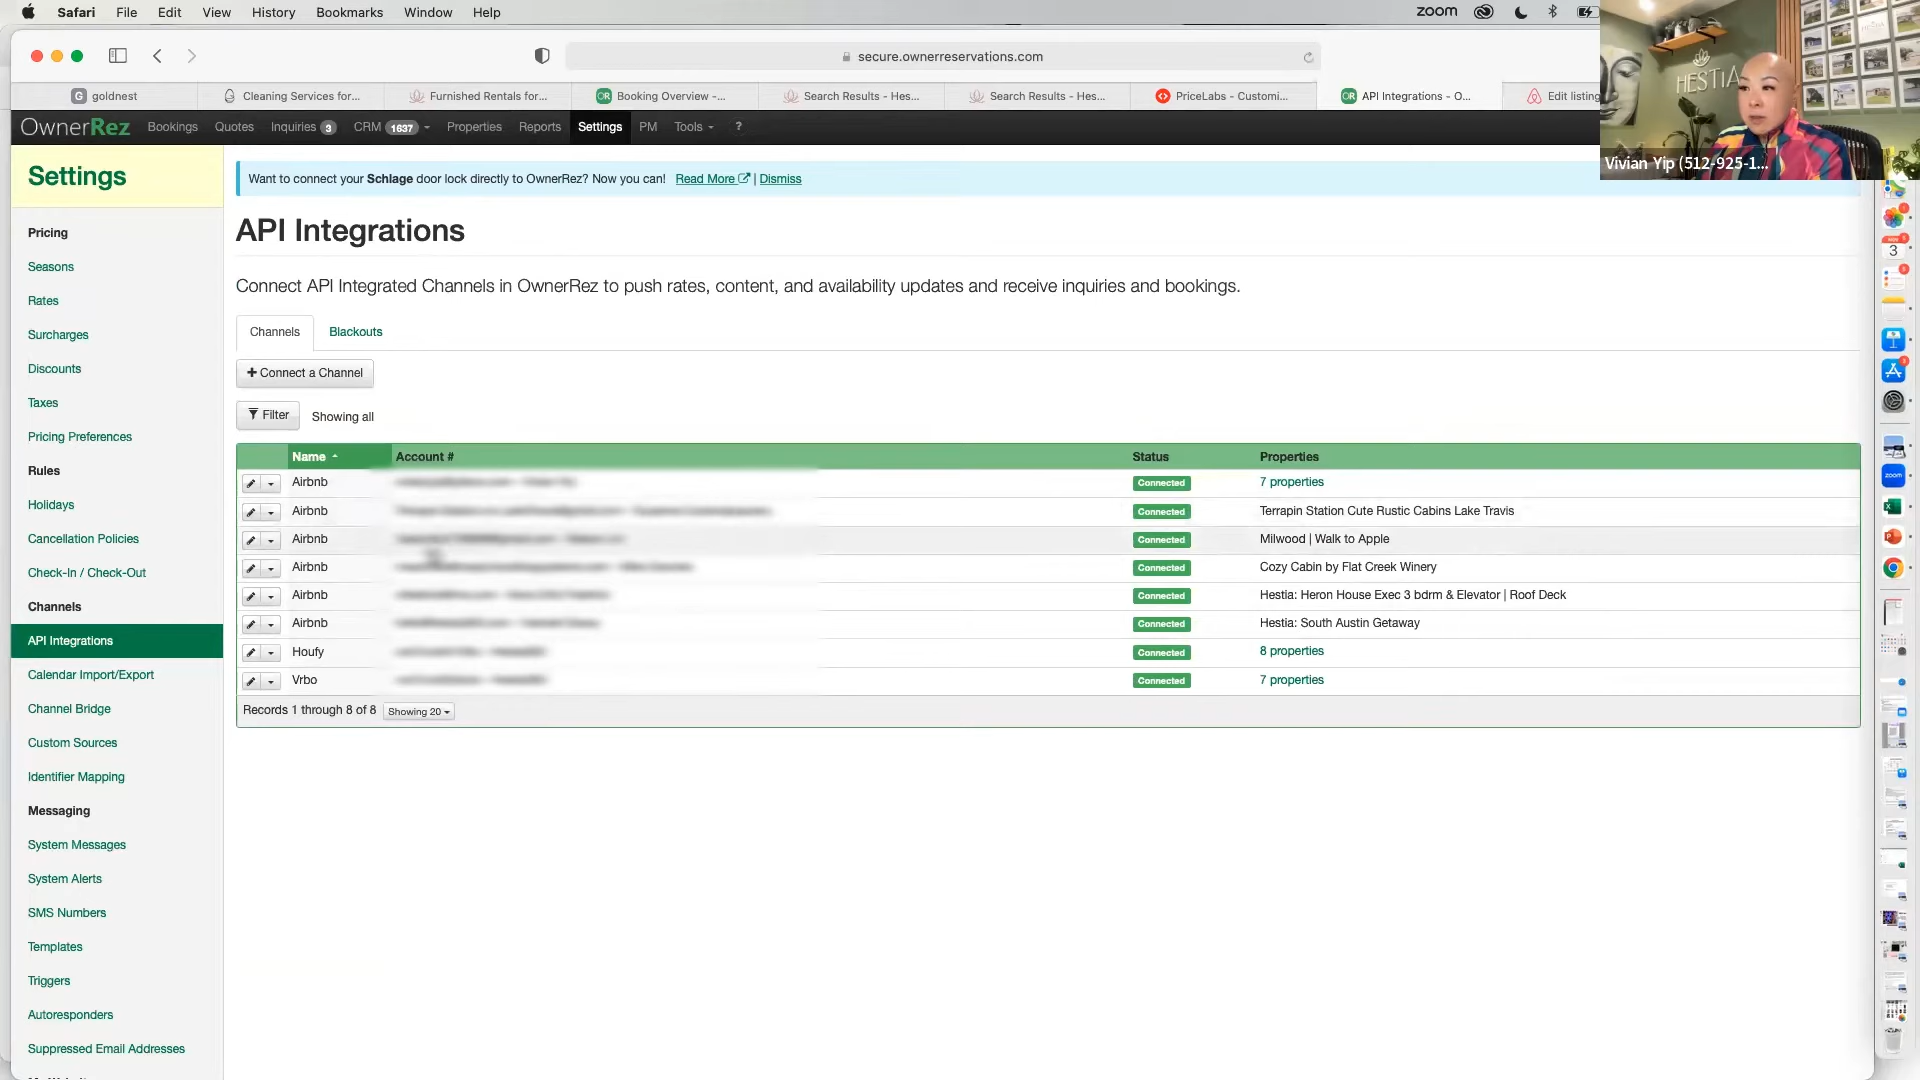 Safari File Edit View History Bookmarks Window Help zoom
secure.ownerreservations.com
goldnest Cleaning Services for... Furnished Rentals for... Booking Overview -... Search Results - Hes... Search Results - Hes... PriceLabs - Customi... API Integrations - O... Edit listing
OwnerRez Bookings Quotes Inquiries 3 CRM 1637 Properties Reports Settings PM Tools ?
HESTIA
Vivian Yip (512-925-1...
Settings
Want to connect your Schlage door lock directly to OwnerRez? Now you can! Read More | Dismiss
API Integrations
Connect API Integrated Channels in OwnerRez to push rates, content, and availability updates and receive inquiries and bookings.
Channels Blackouts
+ Connect a Channel
Filter Showing all
Name Account # Status Properties
Airbnb Connected 7 properties
Airbnb Connected Terrapin Station Cute Rustic Cabins Lake Travis
Airbnb Connected Milwood | Walk to Apple
Airbnb Connected Cozy Cabin by Flat Creek Winery
Airbnb Connected Hestia: Heron House Exec 3 bdrm & Elevator | Roof Deck
Airbnb Connected Hestia: South Austin Getaway
Houfy Connected 8 properties
Vrbo Connected 7 properties
Records 1 through 8 of 8 Showing 20
Pricing
Seasons
Rates
Surcharges
Discounts
Taxes
Pricing Preferences
Rules
Holidays
Cancellation Policies
Check-In / Check-Out
Channels
API Integrations
Calendar Import/Export
Channel Bridge
Custom Sources
Identifier Mapping
Messaging
System Messages
System Alerts
SMS Numbers
Templates
Triggers
Autoresponders
Suppressed Email Addresses
3
zoom